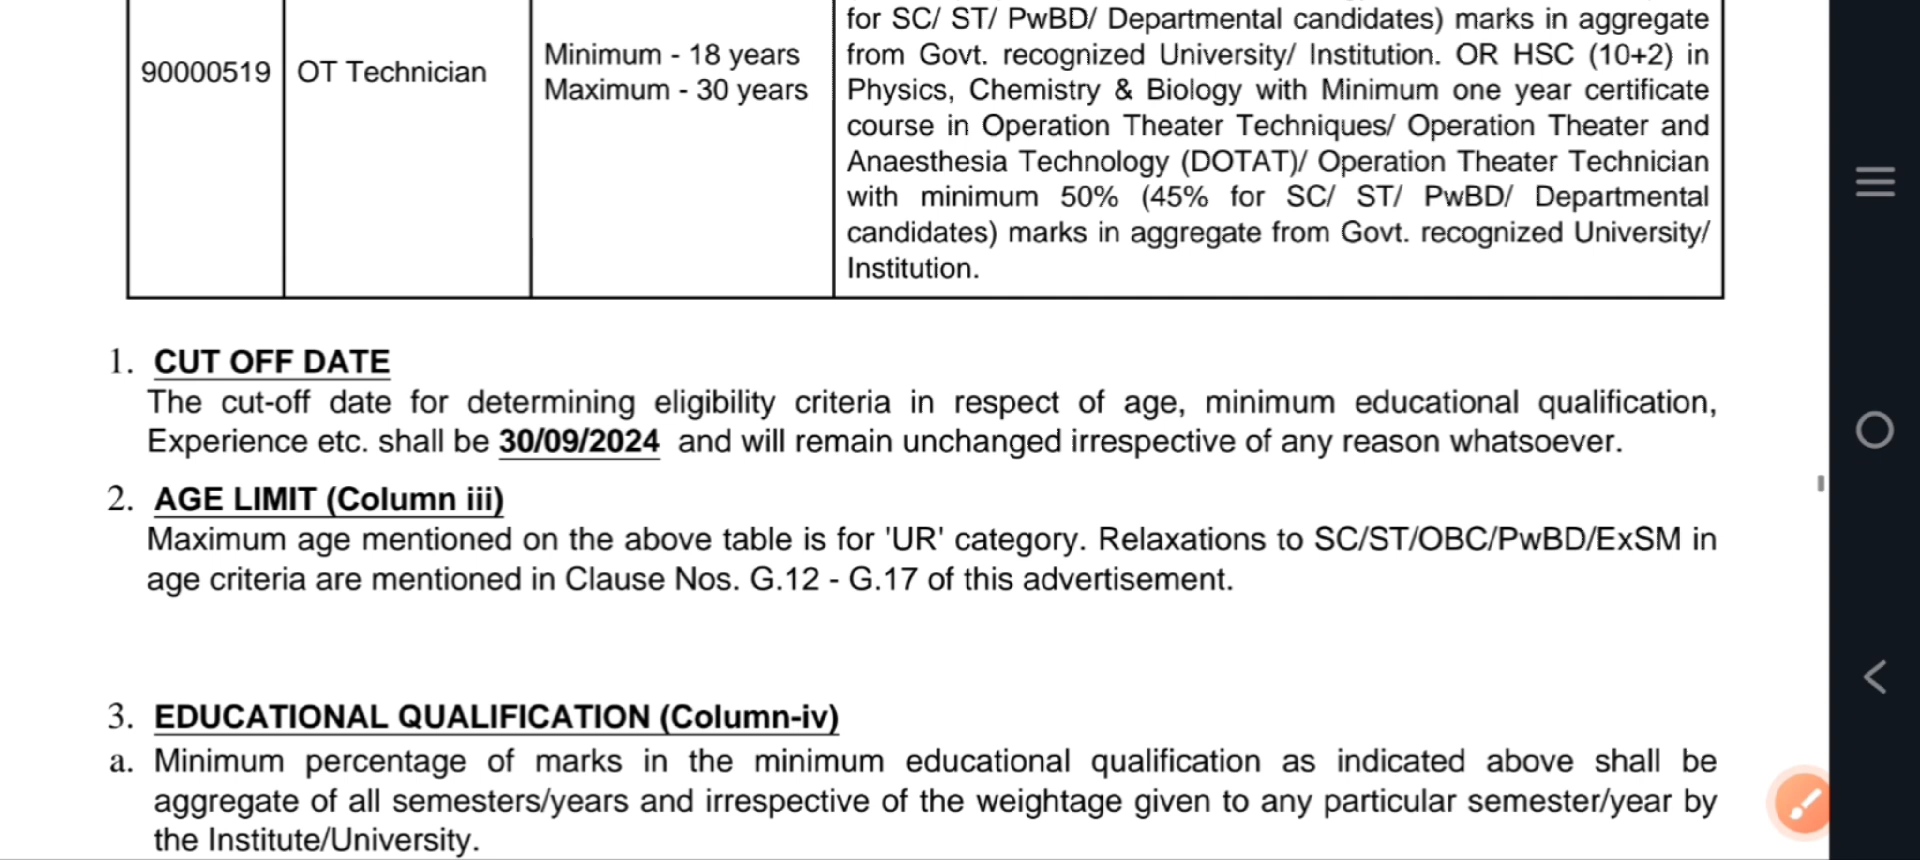 for SC/ ST/ PwBD/ Departmental candidates) marks in aggregate
90000519 OT Technician Minimum - 18 years from Govt. recognized University/ Institution. OR HSC (10+2) in
Maximum - 30 years Physics, Chemistry & Biology with Minimum one year certificate
course in Operation Theater Techniques/ Operation Theater and
Anaesthesia Technology (DOTAT)/ Operation Theater Technician
with minimum 50% (45% for SC/ ST/ PwBD/ Departmental
candidates) marks in aggregate from Govt. recognized University/
Institution.
1. CUT OFF DATE
The cut-off date for determining eligibility criteria in respect of age, minimum educational qualification,
Experience etc. shall be 30/09/2024 and will remain unchanged irrespective of any reason whatsoever.
2. AGE LIMIT (Column iii)
Maximum age mentioned on the above table is for 'UR' category. Relaxations to SC/ST/OBC/PwBD/ExSM in
age criteria are mentioned in Clause Nos. G.12 - G.17 of this advertisement.
3. EDUCATIONAL QUALIFICATION (Column-iv)
a. Minimum percentage of marks in the minimum educational qualification as indicated above shall be
aggregate of all semesters/years and irrespective of the weightage given to any particular semester/year by
the Institute/University.